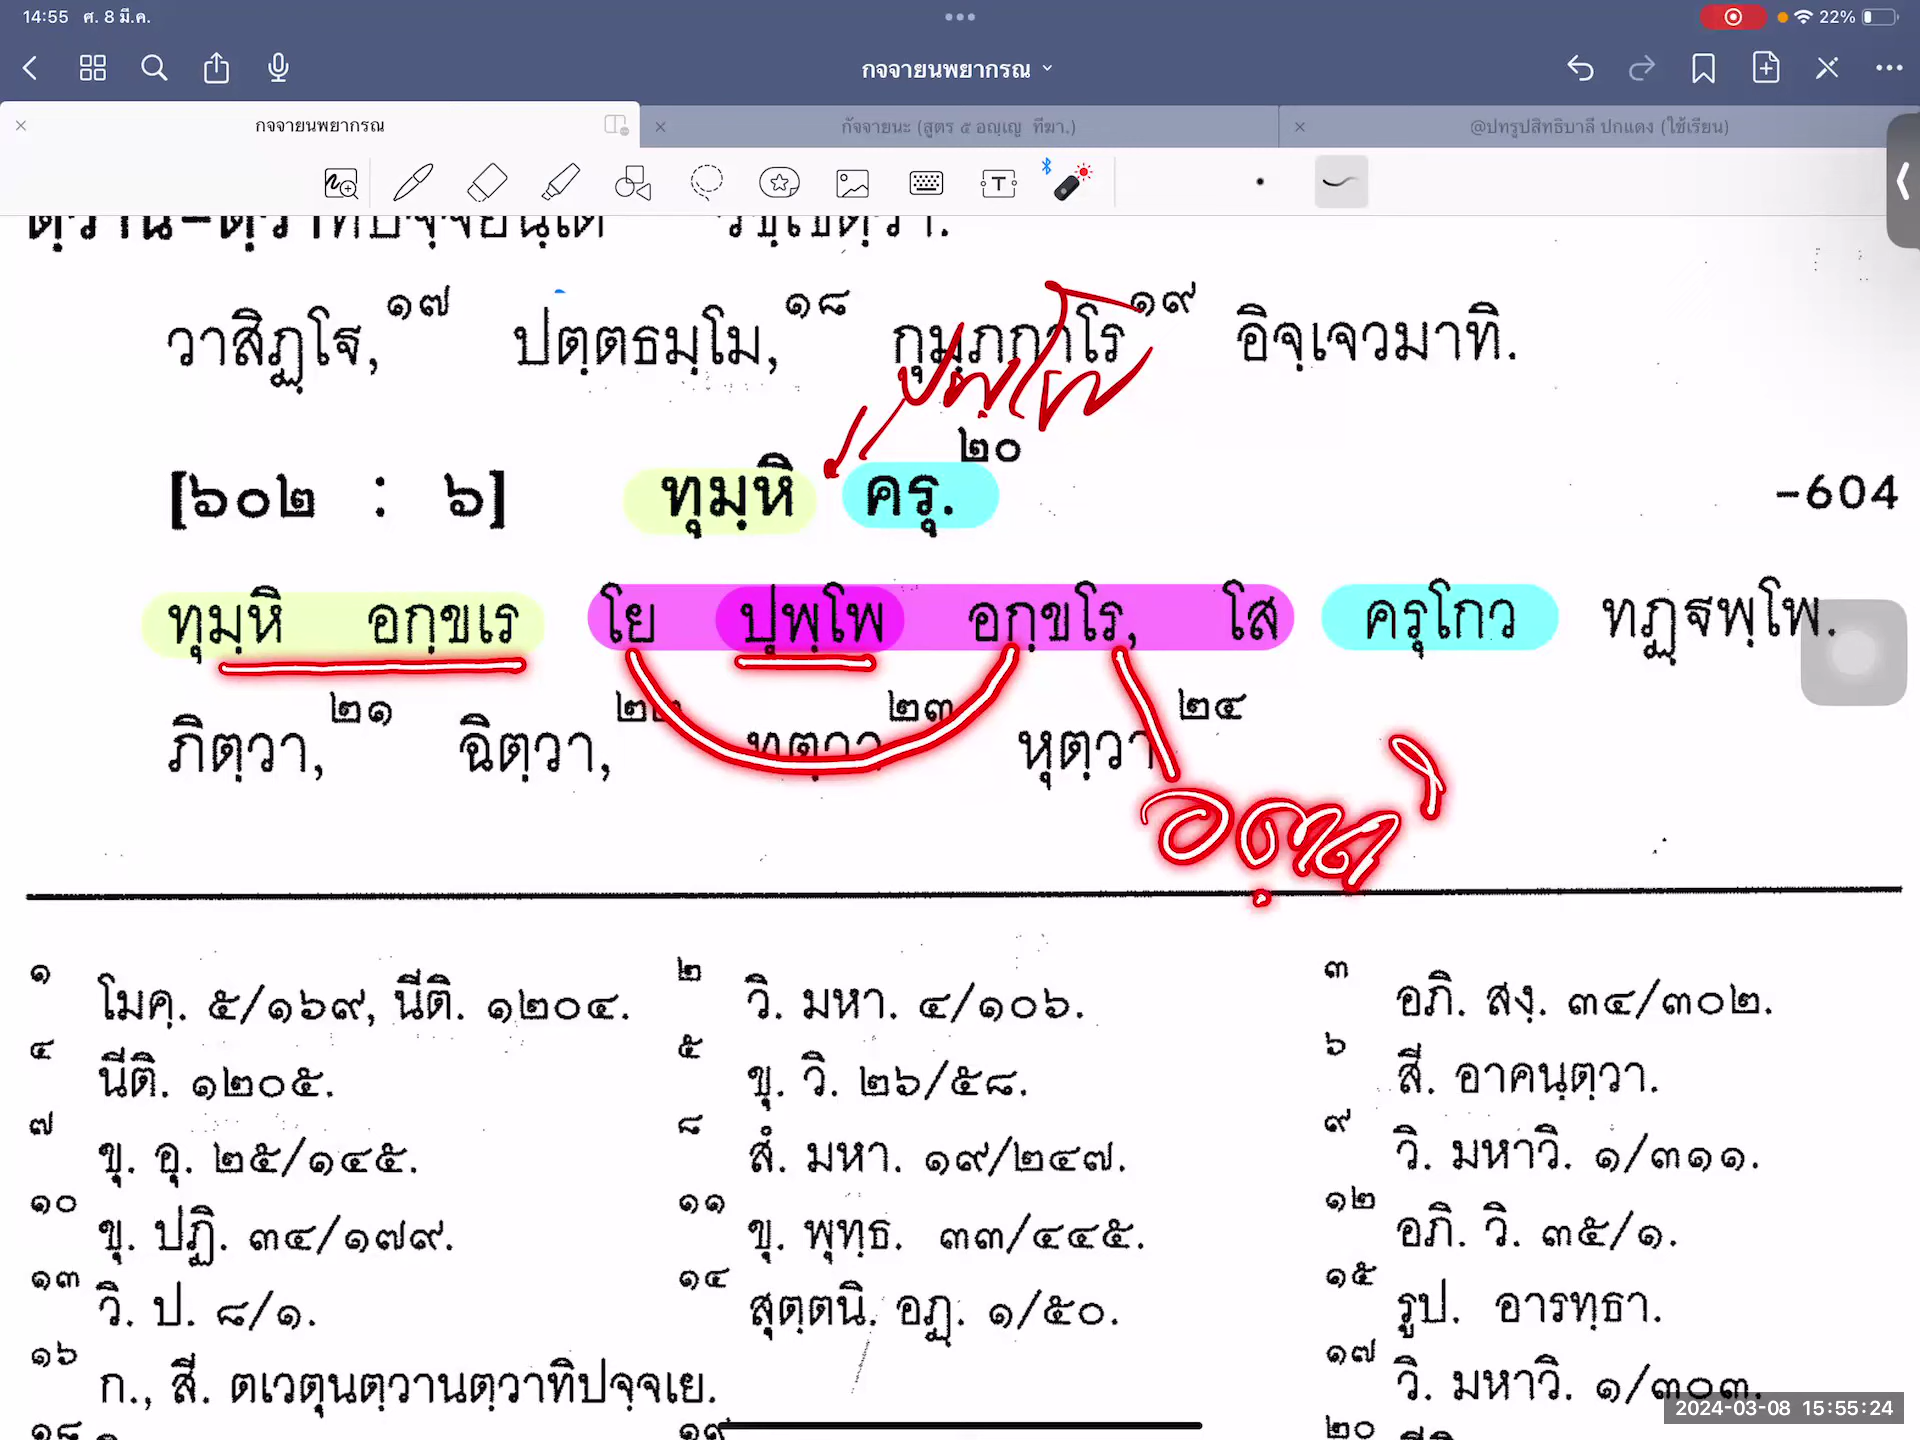 14:55 ศ. 8 มี.ค.
22%
กจจายนพยากรณ
กจจายนพยากรณ
กัจจายนะ (สูตร ๕ อญฺเญ ทีฆา.)
@ปทรูปสิทธิบาลี ปกแดง (ใช้เรียน)
วาสิฏฺโฐ,๑๗ ปตฺตธมฺโม,๑๘ กุมฺภกาโร๑๙ อิจฺเจวมาทิ.
[๖๐๒ : ๖] ทุมฺหิ ครุ.๒๐ -604
ทุมฺหิ อกฺขเร โย ปุพฺโพ อกฺขโร, โส ครุโกว ทฏฺฐพฺโพ.
ภิตฺวา,๒๑ ฉิตฺวา,๒๒ ทตฺวา ๒๓ หุตฺวา ๒๔
๑ โมคฺ. ๕/๑๖๙, นีติ. ๑๒๐๔. ๒ วิ. มหา. ๔/๑๐๖. ๓ อภิ. สงฺ. ๓๔/๓๐๒.
๔ นีติ. ๑๒๐๕. ๕ ขุ. วิ. ๒๖/๕๘. ๖ สี. อาคนฺตฺวา.
๗ ขุ. อุ. ๒๕/๑๔๕. ๘ สํ. มหา. ๑๙/๒๔๗. ๙ วิ. มหาวิ. ๑/๓๑๑.
๑๐ ขุ. ปฏิ. ๓๔/๑๗๙. ๑๑ ขุ. พุทฺธ. ๓๓/๔๔๕. ๑๒ อภิ. วิ. ๓๕/๑.
๑๓ วิ. ป. ๘/๑. ๑๔ สุตฺตนิ. อฏฺ. ๑/๕๐. ๑๕ รูป. อารทฺธา.
๑๖ ก., สี. ตเวตุนตฺวานตฺวาทิปจฺจเย. ๑๗ วิ. มหาวิ. ๑/๓๐๓.
๒๐
2024-03-08 15:55:24